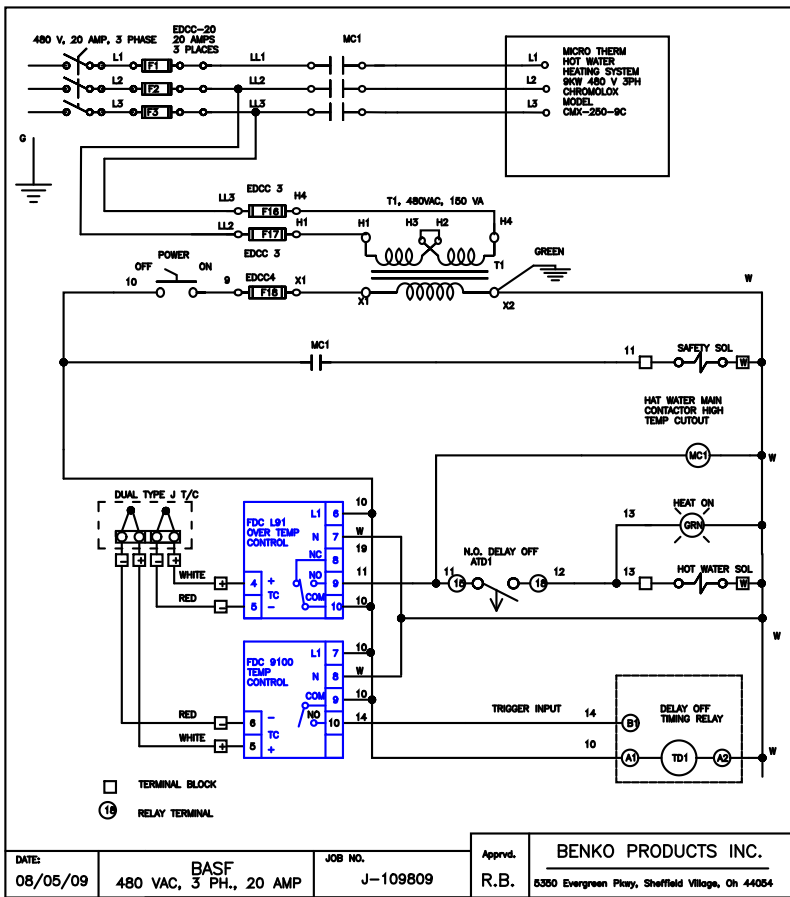 480 V, 20 AMP, 3 PHASE
EDCC-20
20 AMPS
3 PLACES
MC1
L1 F1 LL1 L1
L2 F2 LL2 L2
L3 F3 LL3 L3
MICRO THERM
HOT WATER
HEATING SYSTEM
9KW 480 V 3PH
CHROMOLOX
MODEL
CMX-250-9C
G
EDCC 3
LL3 F16 H4
T1, 480VAC, 150 VA
LL2 F17 H1
H1 H3 H2 H4
EDCC 3
T1
GREEN
POWER
OFF ON
10 9
EDCC4
F18 X1
X1 X2
W
MC1
11
SAFETY SOL
W
HAT WATER MAIN
CONTACTOR HIGH
TEMP CUTOUT
MC1
W
DUAL TYPE J T/C
- + - +
FDC L91
OVER TEMP
CONTROL
L1 6 10
N 7 W
NC 8 19
NO 9 11
COM 10 10
WHITE + 4 +
TC
RED - 5 -
N.O. DELAY OFF
ATD1
11 18 18 12
13
HEAT ON
GRN
W
13
HOT WATER SOL
W
W
FDC 9100
TEMP
CONTROL
L1 7 10
N 8 W
COM 9 10
NO 10 14
RED - 6 -
TC
WHITE + 5 +
TRIGGER INPUT 14 B1
DELAY OFF
TIMING RELAY
10 A1 TD1 A2
W
TERMINAL BLOCK
18 RELAY TERMINAL
DATE:
08/05/09
BASF
480 VAC, 3 PH., 20 AMP
JOB NO.
J-109809
Apprvd.
R.B.
BENKO PRODUCTS INC.
5350 Evergreen Pkwy, Sheffield Village, Oh 44054